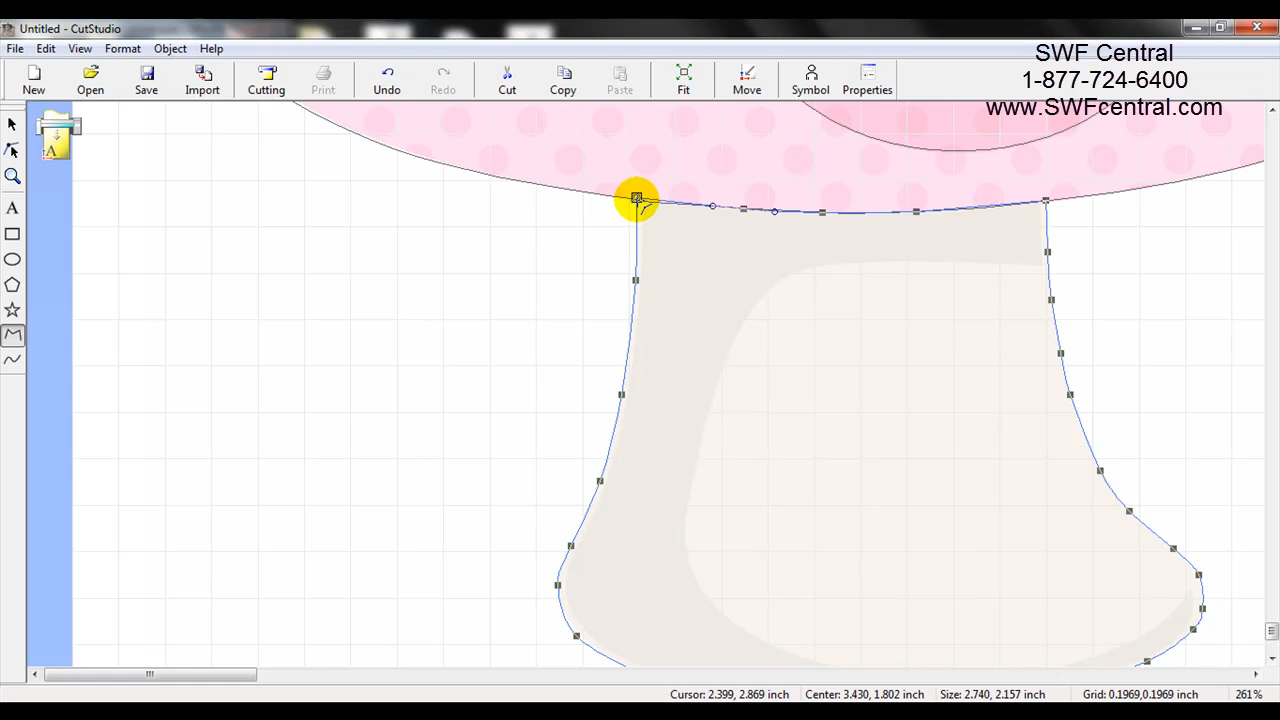 Untitled - CutStudio
SWF Central
1-877-724-6400
www.SWFcentral.com
File Edit View Format Object Help
New Open Save Import Cutting Print Undo Redo Cut Copy Paste Fit Move Symbol Properties
A
A
Cursor: 2.399, 2.869 inch Center: 3.430, 1.802 inch Size: 2.740, 2.157 inch Grid: 0.1969,0.1969 inch 261%